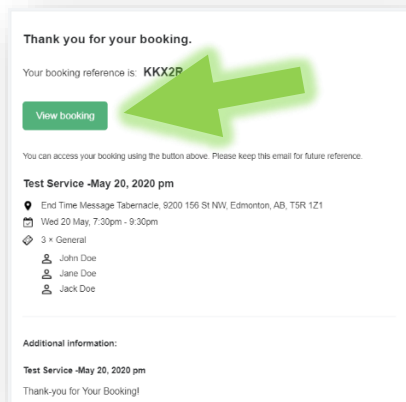 Thank you for your booking.
Your booking reference is: KKX2R
View booking
You can access your booking using the button above. Please keep this email for future reference.
Test Service -May 20, 2020 pm
End Time Message Tabernacle, 9200 156 St NW, Edmonton, AB, T5R 1Z1
Wed 20 May, 7:30pm - 9:30pm
3 × General
John Doe
Jane Doe
Jack Doe
Additional information:
Test Service -May 20, 2020 pm
Thank-you for Your Booking!